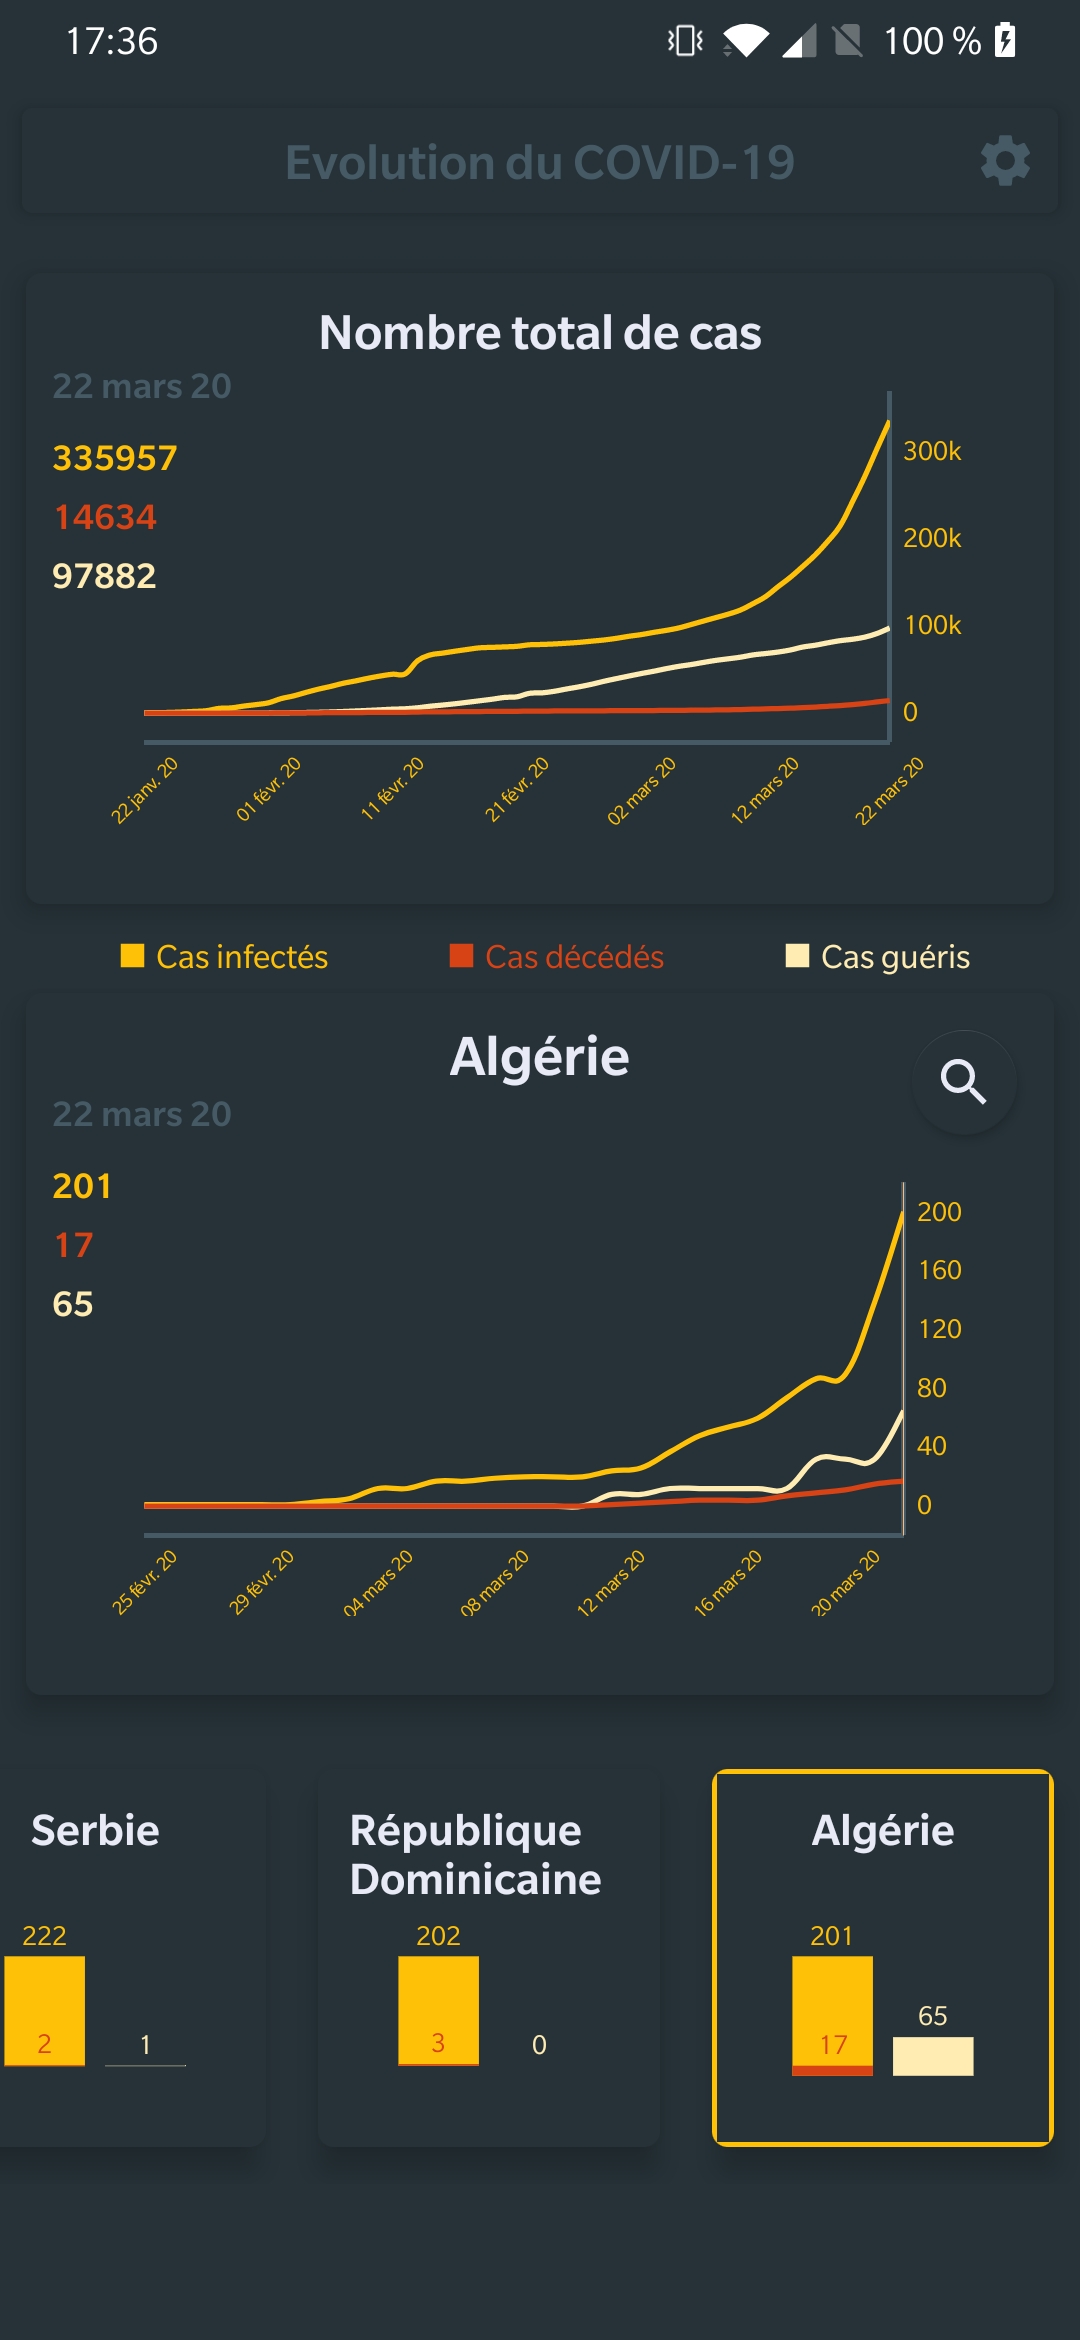 17:36
100 %
Evolution du COVID-19
Nombre total de cas
22 mars 20
335957
14634
97882
300k
200k
100k
0
22 janv. 20
01 févr. 20
11 févr. 20
21 févr. 20
02 mars 20
12 mars 20
22 mars 20
Cas infectés
Cas décédés
Cas guéris
Algérie
22 mars 20
201
17
65
200
160
120
80
40
0
25 févr. 20
29 févr. 20
04 mars 20
08 mars 20
12 mars 20
16 mars 20
20 mars 20
Serbie
222
2
1
République
Dominicaine
202
3
0
Algérie
201
17
65